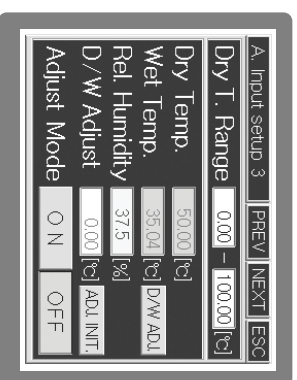 A. Input setup 3 PREV NEXT ESC
Dry T. Range 0.00 - 100.00 [℃]
Dry Temp. 50.00 [℃]
Wet Temp. 35.04 [℃] D/W ADJ.
Rel. Humidity 37.5 [%]
D/W Adjust 0.00 [℃] ADJ. INIT.
Adjust Mode ON OFF